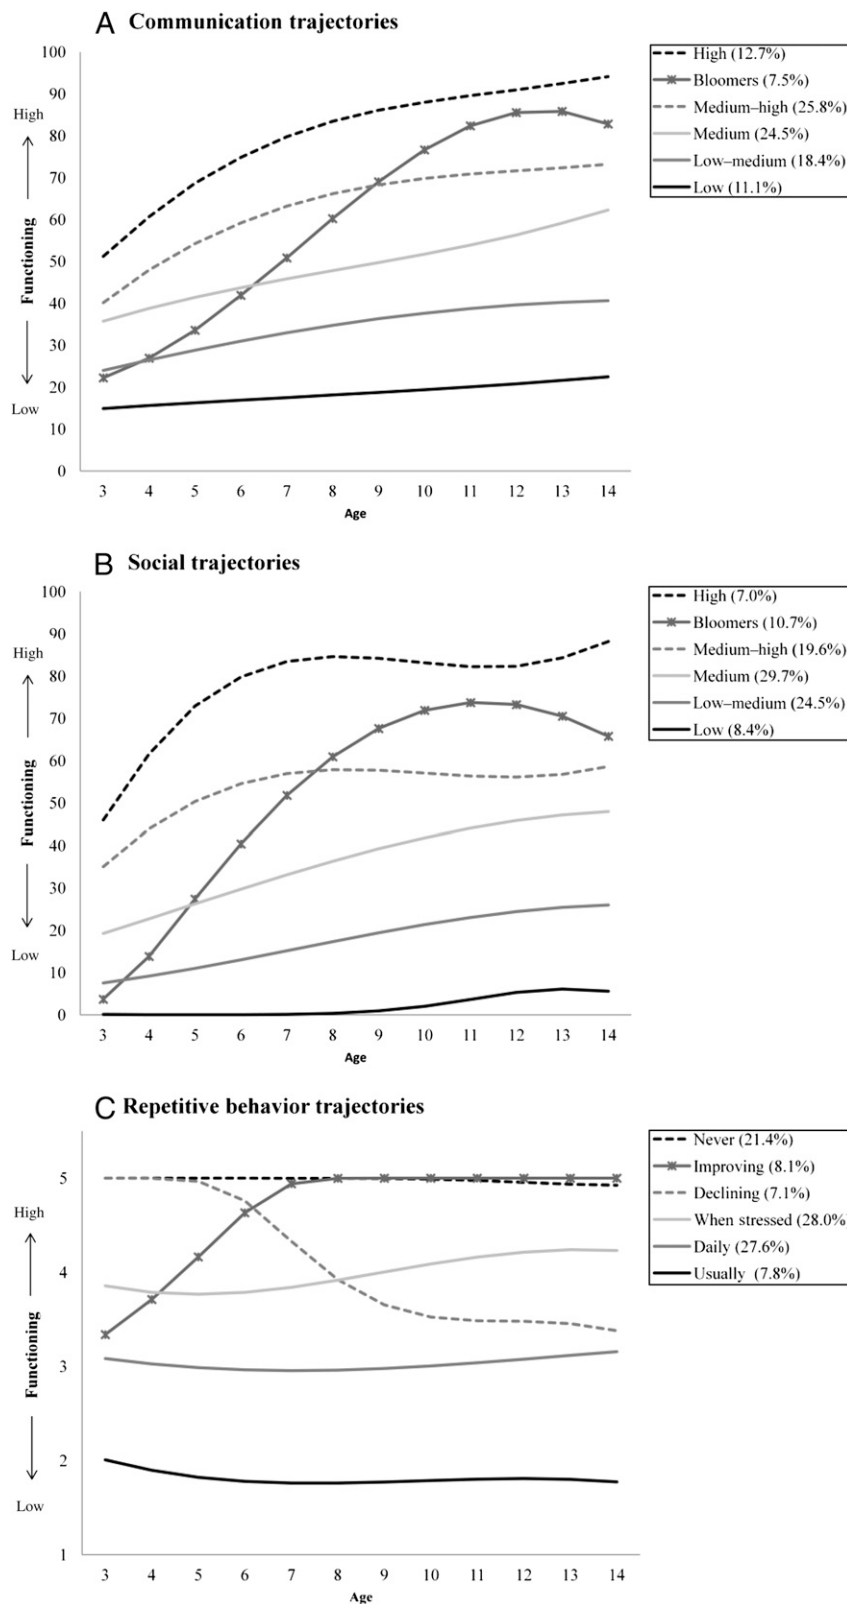 A Communication trajectories
100
90
80
70
60
50
40
30
20
10
0
High
Functioning
Low
3 4 5 6 7 8 9 10 11 12 13 14
Age
High (12.7%)
Bloomers (7.5%)
Medium–high (25.8%)
Medium (24.5%)
Low–medium (18.4%)
Low (11.1%)
B Social trajectories
100
90
80
70
60
50
40
30
20
10
0
High
Functioning
Low
3 4 5 6 7 8 9 10 11 12 13 14
Age
High (7.0%)
Bloomers (10.7%)
Medium–high (19.6%)
Medium (29.7%)
Low–medium (24.5%)
Low (8.4%)
C Repetitive behavior trajectories
5
4
3
2
1
High
Functioning
Low
3 4 5 6 7 8 9 10 11 12 13 14
Age
Never (21.4%)
Improving (8.1%)
Declining (7.1%)
When stressed (28.0%)
Daily (27.6%)
Usually (7.8%)